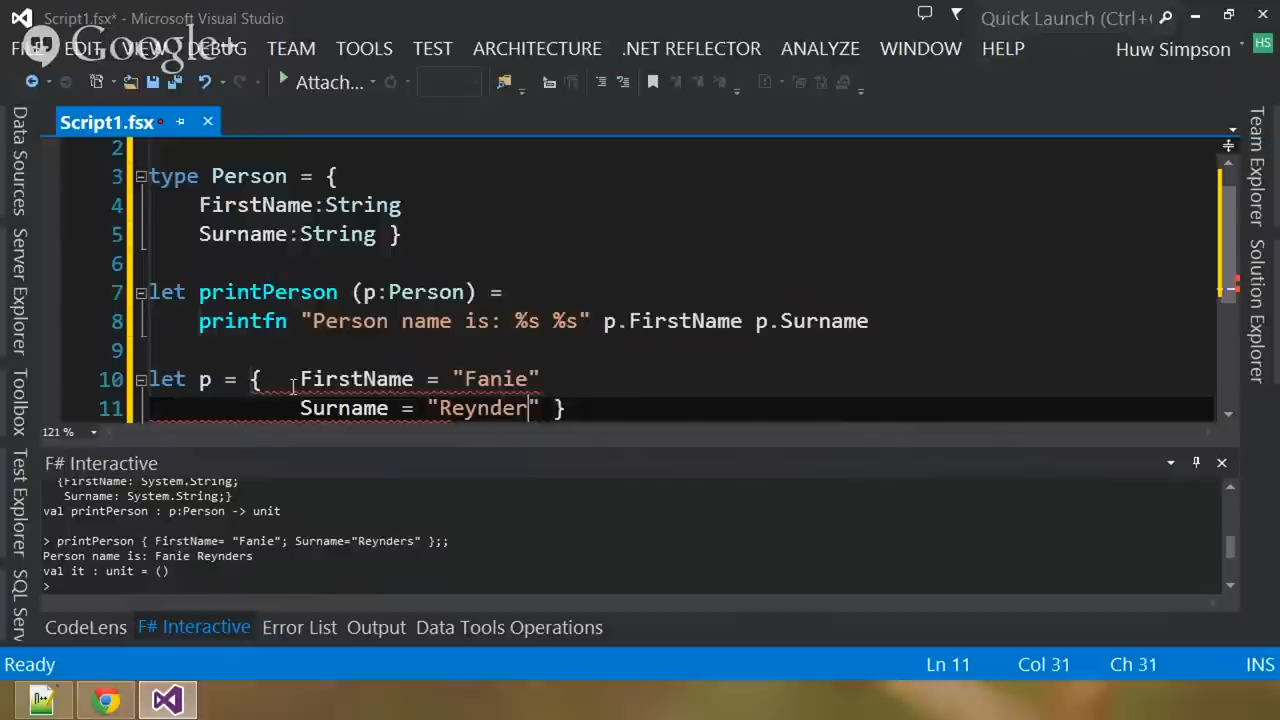 Script1.fsx* - Microsoft Visual Studio
Quick Launch (Ctrl+
Google+
FILE EDIT VIEW DEBUG TEAM TOOLS TEST ARCHITECTURE .NET REFLECTOR ANALYZE WINDOW HELP
Huw Simpson
HS
Attach...
Script1.fsx
Data Sources
Server Explorer
Toolbox
Test Explorer
SQL Serv
Team Explorer
Solution Explorer
2
3 type Person = {
4 FirstName:String
5 Surname:String }
6
7 let printPerson (p:Person) =
8 printfn "Person name is: %s %s" p.FirstName p.Surname
9
10 let p = { FirstName = "Fanie"
11 Surname = "Reynder" }
121 %
F# Interactive
{FirstName: System.String;
Surname: System.String;}
val printPerson : p:Person -> unit
> printPerson { FirstName= "Fanie"; Surname="Reynders" };;
Person name is: Fanie Reynders
val it : unit = ()
>
CodeLens F# Interactive Error List Output Data Tools Operations
Ready
Ln 11 Col 31 Ch 31 INS